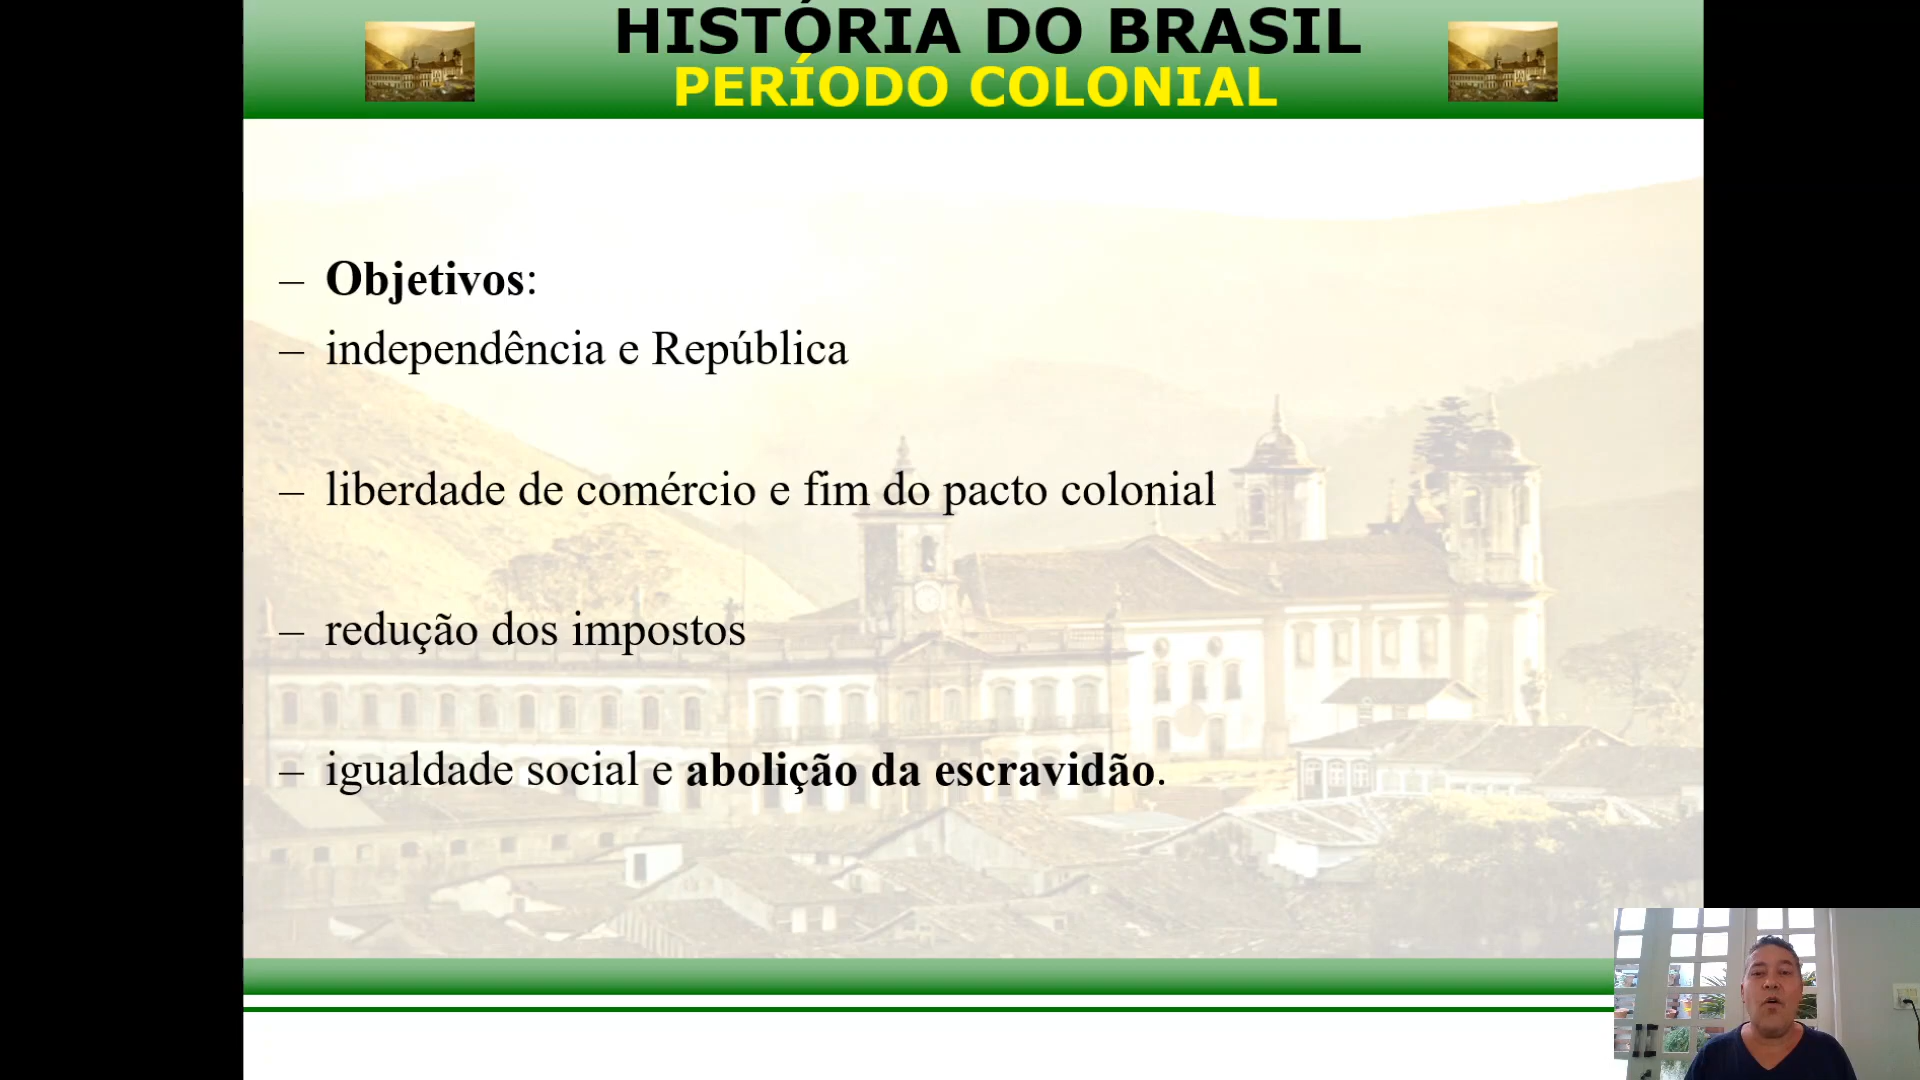 HISTÓRIA DO BRASIL
PERÍODO COLONIAL
– Objetivos:
– independência e República
– liberdade de comércio e fim do pacto colonial
– redução dos impostos
– igualdade social e abolição da escravidão.